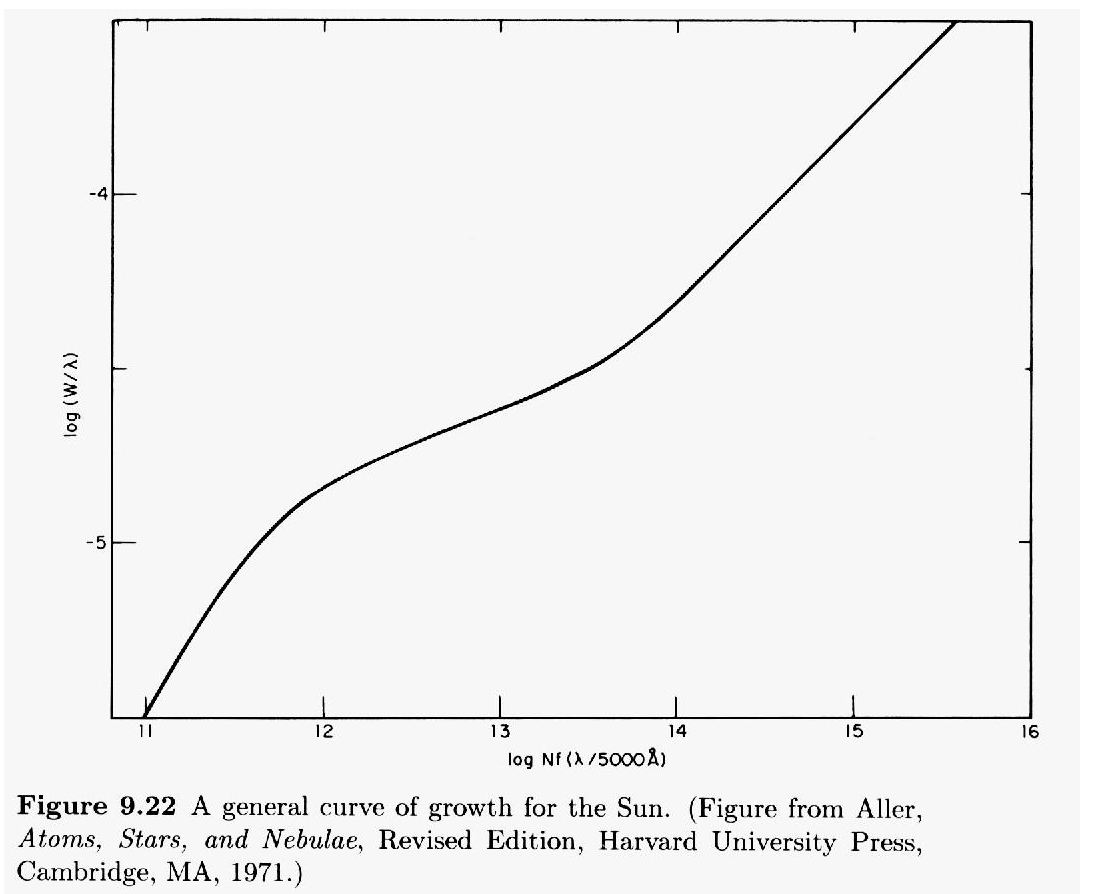 -4
log (W/λ)
-5
11 12 13 14 15 16
log Nf (λ/5000Å)
Figure 9.22 A general curve of growth for the Sun. (Figure from Aller,
Atoms, Stars, and Nebulae, Revised Edition, Harvard University Press,
Cambridge, MA, 1971.)